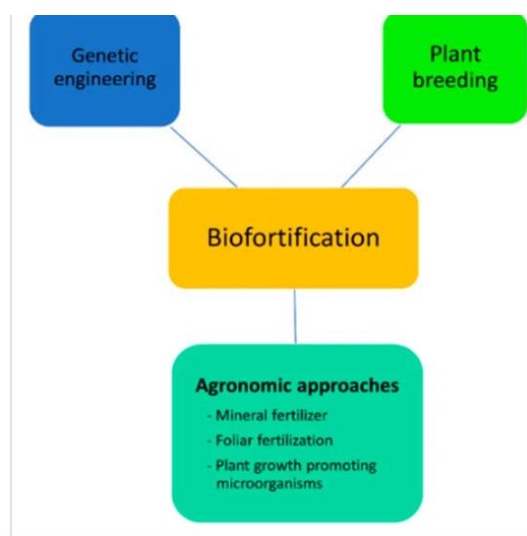 Genetic
engineering
Plant
breeding
Biofortification
Agronomic approaches
- Mineral fertilizer
- Foliar fertilization
- Plant growth promoting
microorganisms